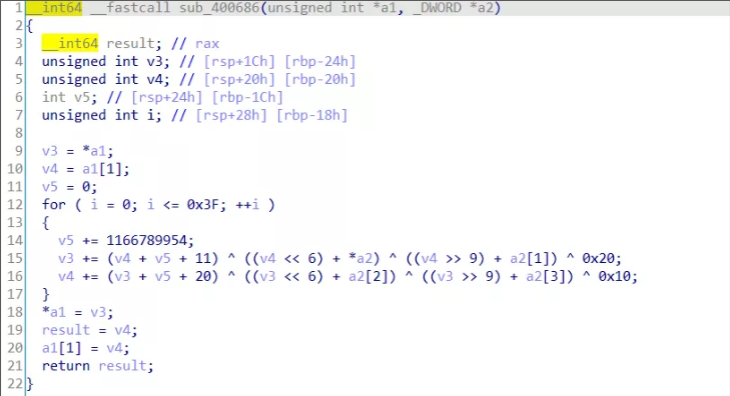 1 __int64 __fastcall sub_400686(unsigned int *a1, _DWORD *a2)
2 {
3   __int64 result; // rax
4   unsigned int v3; // [rsp+1Ch] [rbp-24h]
5   unsigned int v4; // [rsp+20h] [rbp-20h]
6   int v5; // [rsp+24h] [rbp-1Ch]
7   unsigned int i; // [rsp+28h] [rbp-18h]
8
9   v3 = *a1;
10   v4 = a1[1];
11   v5 = 0;
12   for ( i = 0; i <= 0x3F; ++i )
13   {
14     v5 += 1166789954;
15     v3 += (v4 + v5 + 11) ^ ((v4 << 6) + *a2) ^ ((v4 >> 9) + a2[1]) ^ 0x20;
16     v4 += (v3 + v5 + 20) ^ ((v3 << 6) + a2[2]) ^ ((v3 >> 9) + a2[3]) ^ 0x10;
17   }
18   *a1 = v3;
19   result = v4;
20   a1[1] = v4;
21   return result;
22 }